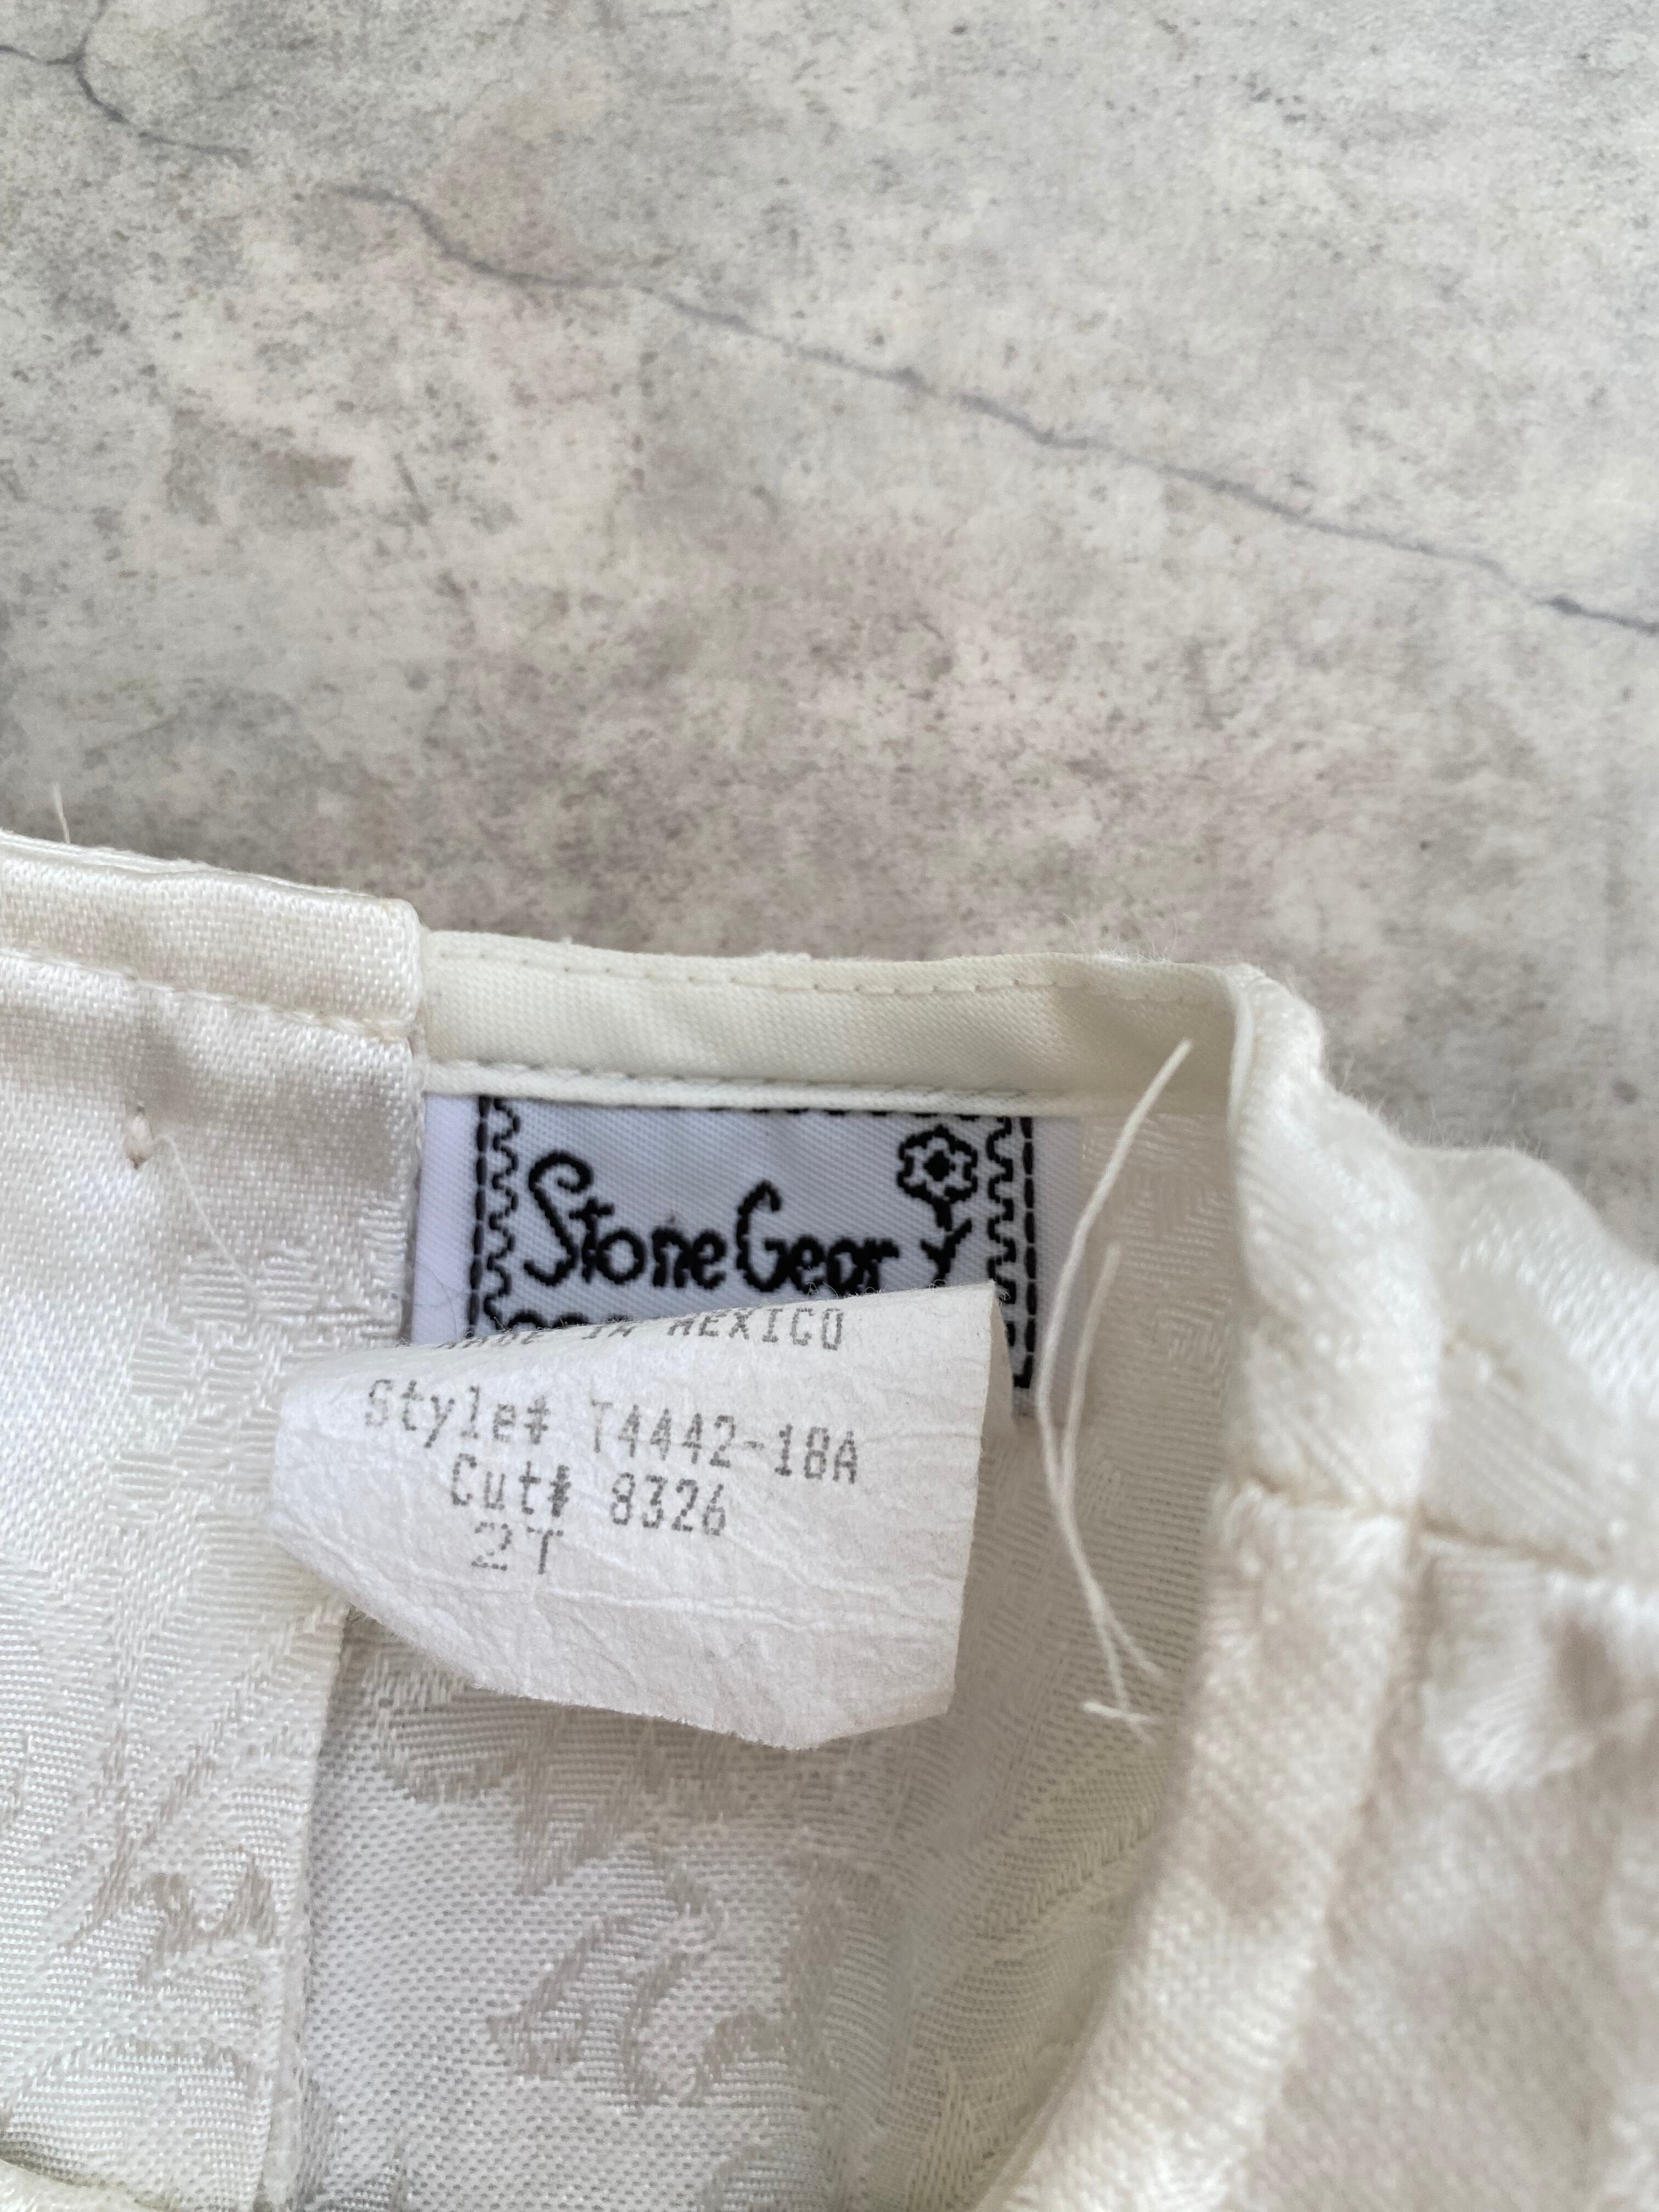 StoneGear
MADE IN MEXICO
Style# T4442-18A
Cut# 8326
2T